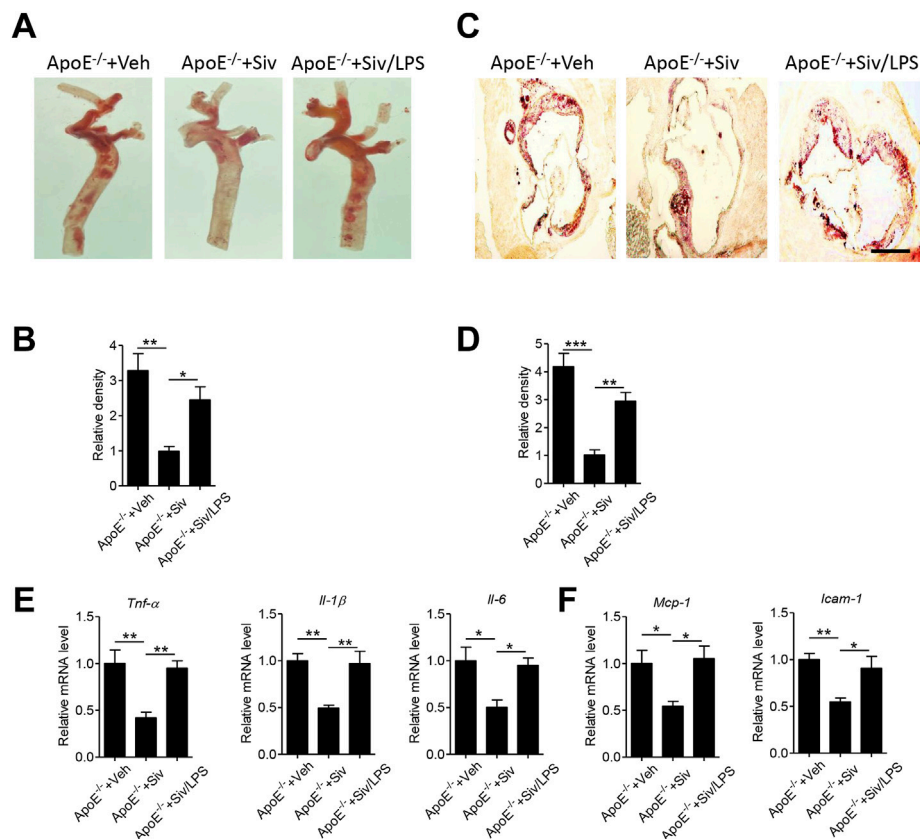 A
ApoE⁻/⁻+Veh
ApoE⁻/⁻+Siv
ApoE⁻/⁻+Siv/LPS
C
ApoE⁻/⁻+Veh
ApoE⁻/⁻+Siv
ApoE⁻/⁻+Siv/LPS
B
Relative density
4
3
2
1
0
**
*
ApoE⁻/⁻+Veh
ApoE⁻/⁻+Siv
ApoE⁻/⁻+Siv/LPS
D
Relative density
5
4
3
2
1
0
***
**
ApoE⁻/⁻+Veh
ApoE⁻/⁻+Siv
ApoE⁻/⁻+Siv/LPS
E
Tnf-α
Relative mRNA level
1.5
1.0
0.5
0.0
**
**
ApoE⁻/⁻+Veh
ApoE⁻/⁻+Siv
ApoE⁻/⁻+Siv/LPS
Il-1β
Relative mRNA level
1.5
1.0
0.5
0.0
**
**
ApoE⁻/⁻+Veh
ApoE⁻/⁻+Siv
ApoE⁻/⁻+Siv/LPS
Il-6
Relative mRNA level
1.5
1.0
0.5
0.0
*
*
ApoE⁻/⁻+Veh
ApoE⁻/⁻+Siv
ApoE⁻/⁻+Siv/LPS
F
Mcp-1
Relative mRNA level
1.5
1.0
0.5
0.0
*
*
ApoE⁻/⁻+Veh
ApoE⁻/⁻+Siv
ApoE⁻/⁻+Siv/LPS
Icam-1
Relative mRNA level
1.5
1.0
0.5
0.0
**
*
ApoE⁻/⁻+Veh
ApoE⁻/⁻+Siv
ApoE⁻/⁻+Siv/LPS